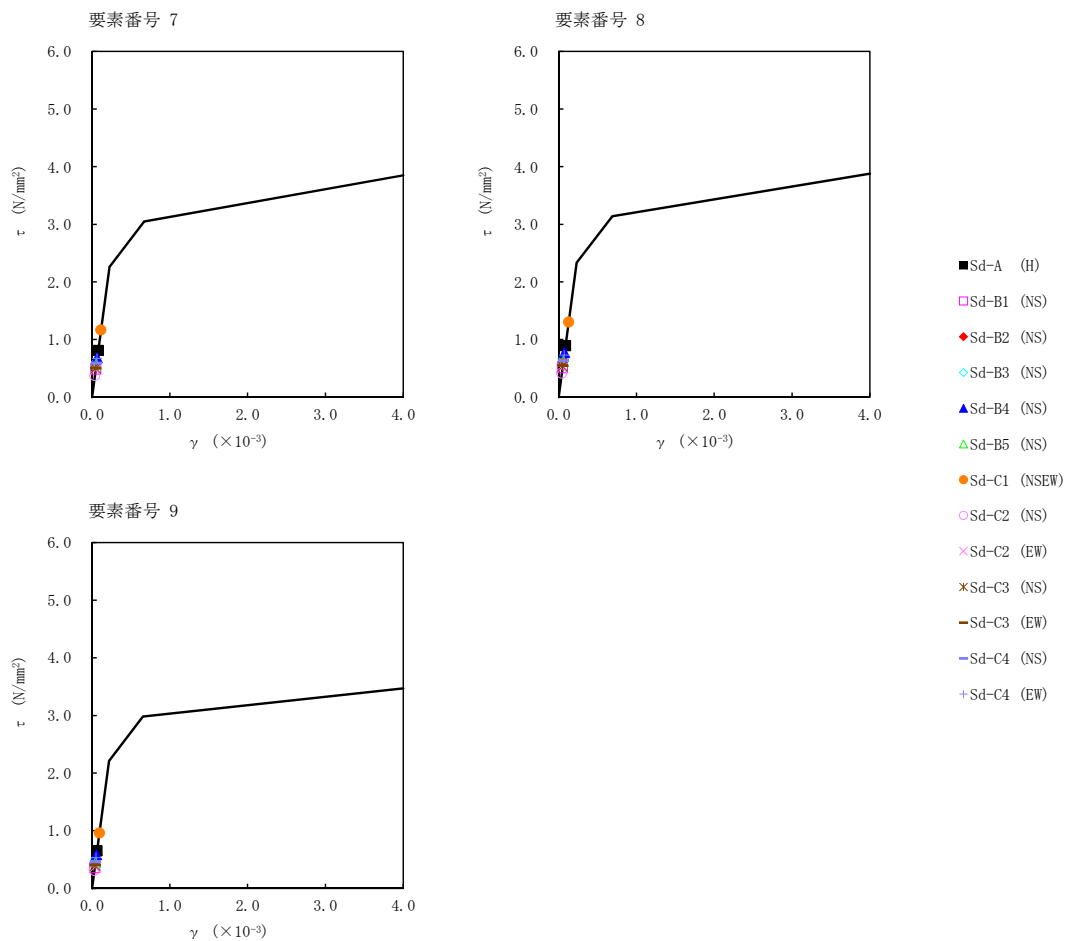 要素番号 7
6.0
5.0
4.0
3.0
2.0
1.0
0.0
τ (N/mm²)
0.0 1.0 2.0 3.0 4.0
γ (×10⁻³)
要素番号 8
6.0
5.0
4.0
3.0
2.0
1.0
0.0
τ (N/mm²)
0.0 1.0 2.0 3.0 4.0
γ (×10⁻³)
要素番号 9
6.0
5.0
4.0
3.0
2.0
1.0
0.0
τ (N/mm²)
0.0 1.0 2.0 3.0 4.0
γ (×10⁻³)
Sd-A (H)
Sd-B1 (NS)
Sd-B2 (NS)
Sd-B3 (NS)
Sd-B4 (NS)
Sd-B5 (NS)
Sd-C1 (NSEW)
Sd-C2 (NS)
Sd-C2 (EW)
Sd-C3 (NS)
Sd-C3 (EW)
Sd-C4 (NS)
Sd-C4 (EW)